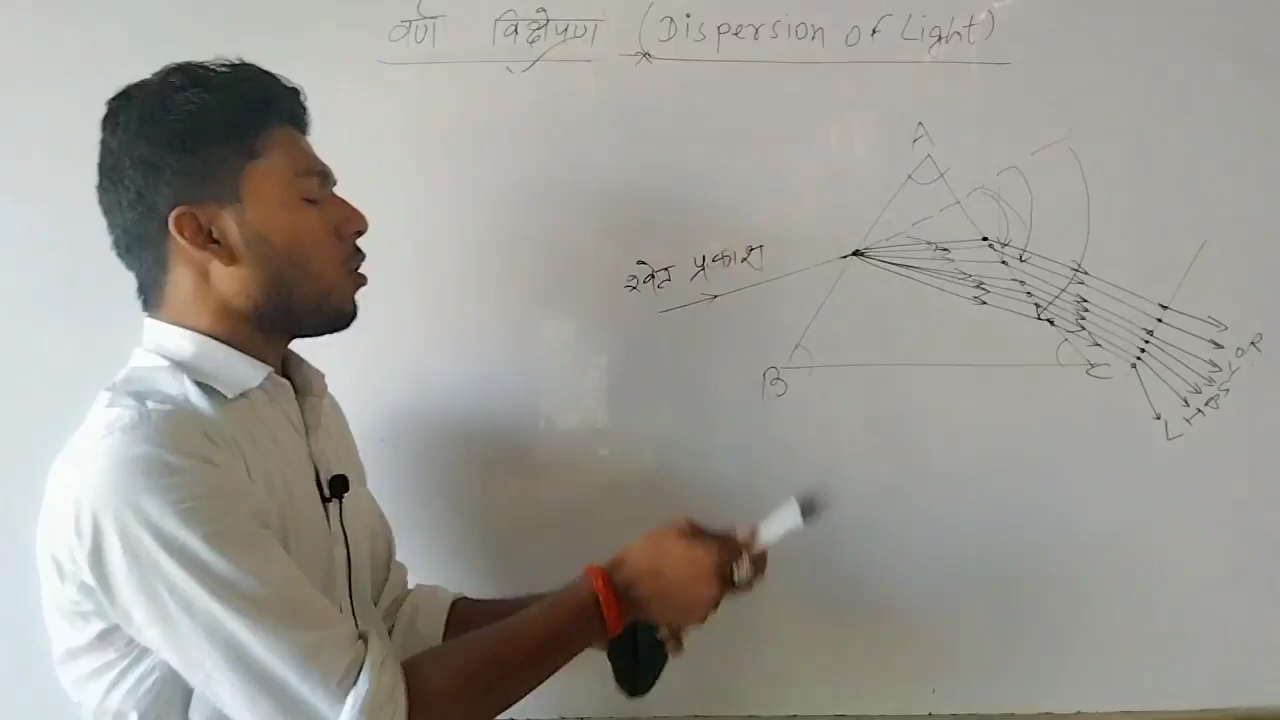 वर्ण विक्षेपण (Dispersion of Light)
A
श्वेत प्रकाश
B
C
R
O
Y